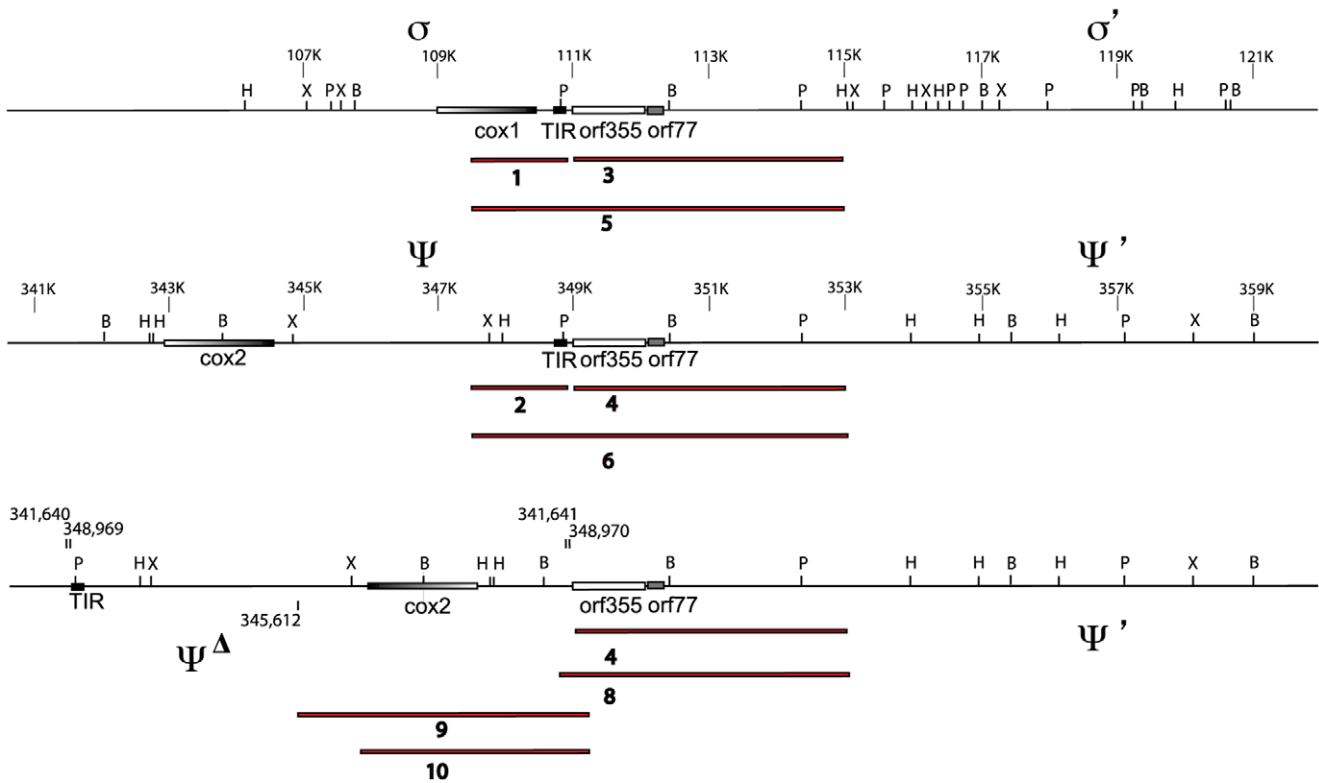 σ σ’
107K 109K 111K 113K 115K 117K 119K 121K
H X P X B P B P H X P H X H P P B X P P B H P B
cox1 TIR orf355 orf77
1 3
5
Ψ Ψ ’
341K 343K 345K 347K 349K 351K 353K 355K 357K 359K
B H H B X X H P B P H H B H P X B
cox2 TIR orf355 orf77
2 4
6
341,640 341,641
348,969 348,970
P H X X B H H B B P H H B H P X B
TIR cox2 orf355 orf77
345,612
Ψ Δ Ψ ’
4
8
9
10